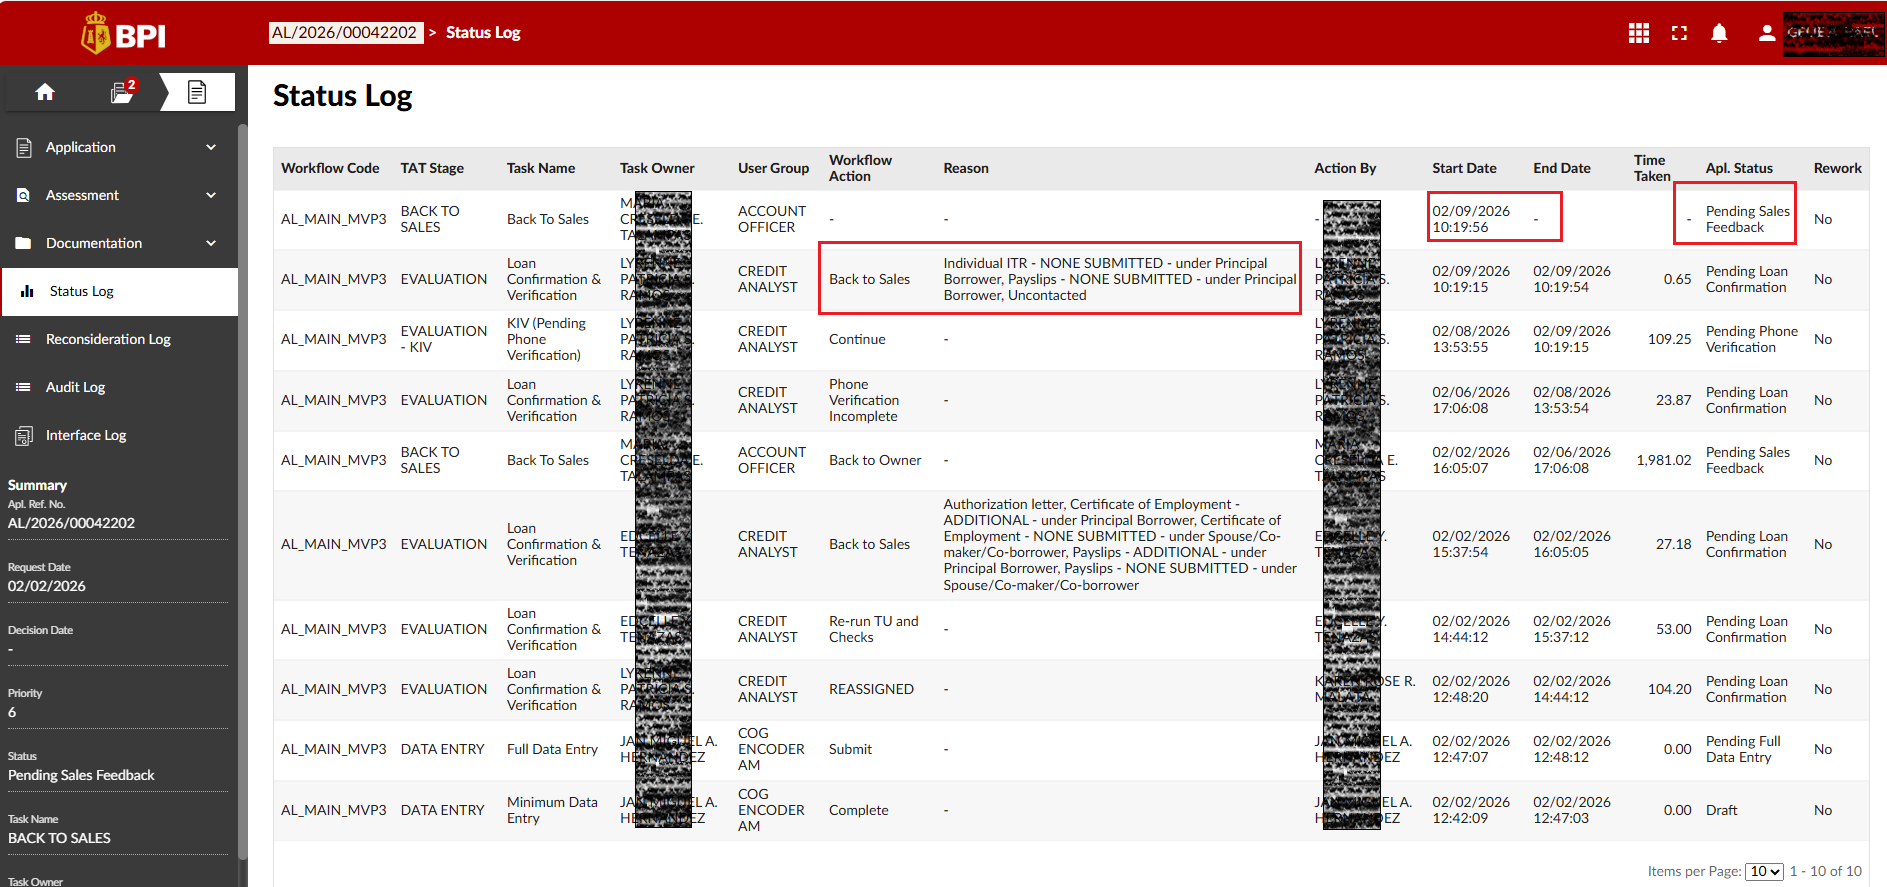 BPI
AL/2026/00042202 > Status Log
2
Application
Assessment
Documentation
Status Log
Reconsideration Log
Audit Log
Interface Log
Summary
Apl. Ref. No.
AL/2026/00042202
Request Date
02/02/2026
Decision Date
-
Priority
6
Status
Pending Sales Feedback
Task Name
BACK TO SALES
Task Owner
Status Log
Workflow Code TAT Stage Task Name Task Owner User Group Workflow Action Reason Action By Start Date End Date Time Taken Apl. Status Rework
AL_MAIN_MVP3 BACK TO SALES Back To Sales ACCOUNT OFFICER - - - 02/09/2026 10:19:56 - - Pending Sales Feedback No
AL_MAIN_MVP3 EVALUATION Loan Confirmation & Verification CREDIT ANALYST Back to Sales Individual ITR - NONE SUBMITTED - under Principal Borrower, Payslips - NONE SUBMITTED - under Principal Borrower, Uncontacted 02/09/2026 10:19:15 02/09/2026 10:19:54 0.65 Pending Loan Confirmation No
AL_MAIN_MVP3 EVALUATION - KIV KIV (Pending Phone Verification) CREDIT ANALYST Continue - 02/08/2026 13:53:55 02/09/2026 10:19:15 109.25 Pending Phone Verification No
AL_MAIN_MVP3 EVALUATION Loan Confirmation & Verification CREDIT ANALYST Phone Verification Incomplete - 02/06/2026 17:06:08 02/08/2026 13:53:54 23.87 Pending Loan Confirmation No
AL_MAIN_MVP3 BACK TO SALES Back To Sales ACCOUNT OFFICER Back to Owner - 02/02/2026 16:05:07 02/06/2026 17:06:08 1,981.02 Pending Sales Feedback No
AL_MAIN_MVP3 EVALUATION Loan Confirmation & Verification CREDIT ANALYST Back to Sales Authorization letter, Certificate of Employment - ADDITIONAL - under Principal Borrower, Certificate of Employment - NONE SUBMITTED - under Spouse/Co-maker/Co-borrower, Payslips - ADDITIONAL - under Principal Borrower, Payslips - NONE SUBMITTED - under Spouse/Co-maker/Co-borrower 02/02/2026 15:37:54 02/02/2026 16:05:05 27.18 Pending Loan Confirmation No
AL_MAIN_MVP3 EVALUATION Loan Confirmation & Verification CREDIT ANALYST Re-run TU and Checks - 02/02/2026 14:44:12 02/02/2026 15:37:12 53.00 Pending Loan Confirmation No
AL_MAIN_MVP3 EVALUATION Loan Confirmation & Verification CREDIT ANALYST REASSIGNED - 02/02/2026 12:48:20 02/02/2026 14:44:12 104.20 Pending Loan Confirmation No
AL_MAIN_MVP3 DATA ENTRY Full Data Entry COG ENCODER AM Submit - 02/02/2026 12:47:07 02/02/2026 12:48:12 0.00 Pending Full Data Entry No
AL_MAIN_MVP3 DATA ENTRY Minimum Data Entry COG ENCODER AM Complete - 02/02/2026 12:42:09 02/02/2026 12:47:03 0.00 Draft No
Items per Page: 10 1 - 10 of 10